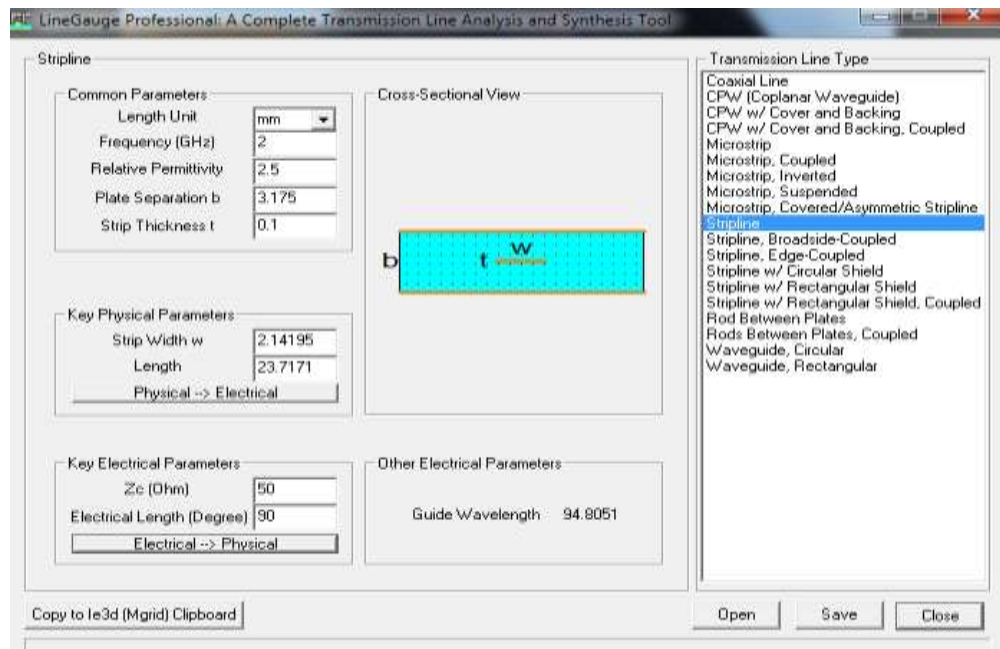 LineGauge Professional: A Complete Transmission Line Analysis and Synthesis Tool
Stripline
Common Parameters
Length Unit mm
Frequency (GHz) 2
Relative Permittivity 2.5
Plate Separation b 3.175
Strip Thickness t 0.1
Cross-Sectional View
b t w
Key Physical Parameters
Strip Width w 2.14195
Length 23.7171
Physical --> Electrical
Key Electrical Parameters
Zc (Ohm) 50
Electrical Length (Degree) 90
Electrical --> Physical
Other Electrical Parameters
Guide Wavelength 94.8051
Transmission Line Type
Coaxial Line
CPW (Coplanar Waveguide)
CPW w/ Cover and Backing
CPW w/ Cover and Backing, Coupled
Microstrip
Microstrip, Coupled
Microstrip, Inverted
Microstrip, Suspended
Microstrip, Covered/Asymmetric Stripline
Stripline
Stripline, Broadside-Coupled
Stripline, Edge-Coupled
Stripline w/ Circular Shield
Stripline w/ Rectangular Shield
Stripline w/ Rectangular Shield, Coupled
Rod Between Plates
Rods Between Plates, Coupled
Waveguide, Circular
Waveguide, Rectangular
Copy to Ie3d (Mgrid) Clipboard
Open Save Close